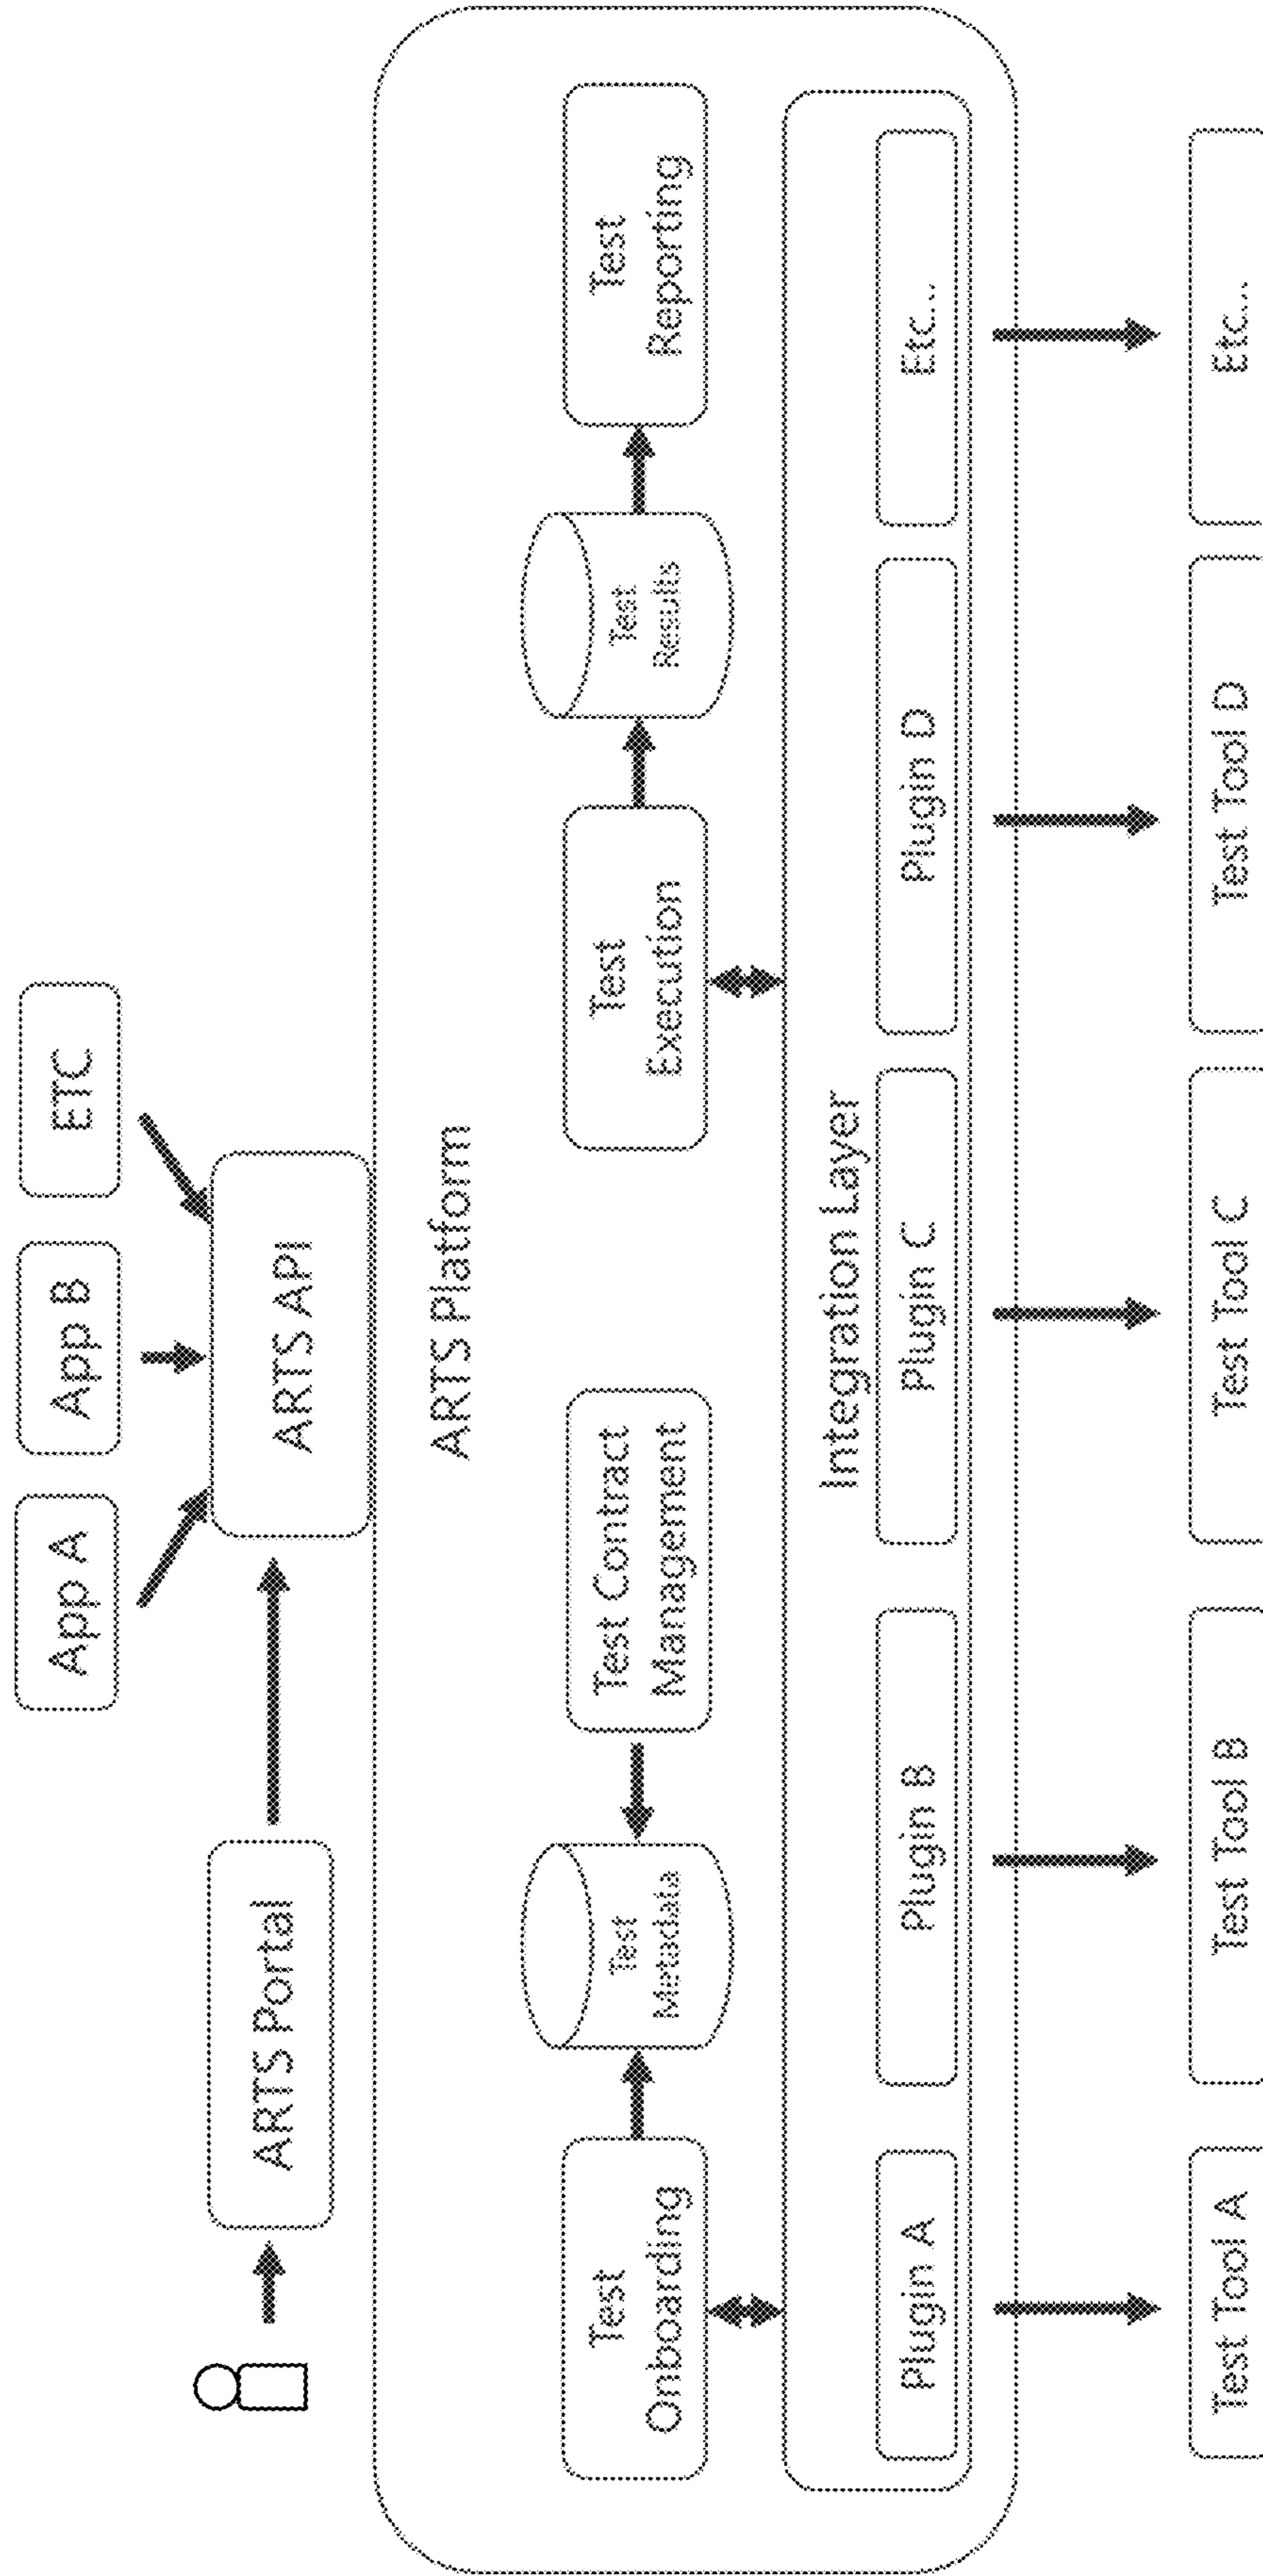 App A
App B
ETC
ARTS Portal
ARTS API
ARTS Platform
Test
Onboarding
Test
Metadata
Test Contract
Management
Test
Execution
Test
Results
Test
Reporting
Integration Layer
Plugin A
Plugin B
Plugin C
Plugin D
Etc...
Test Tool A
Test Tool B
Test Tool C
Test Tool D
Etc...